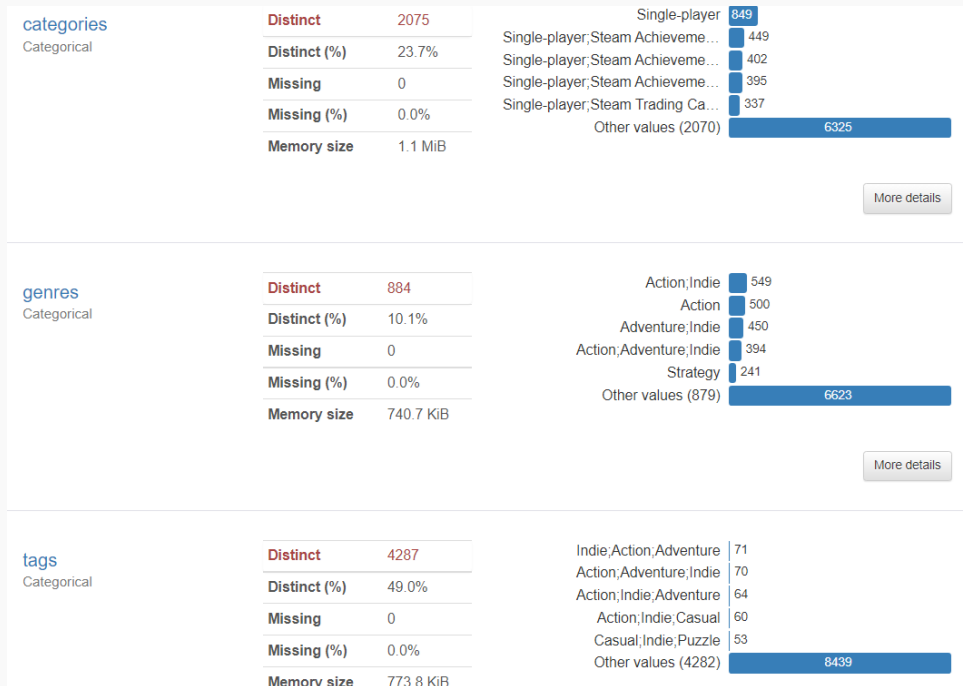 categories
Categorical
Distinct 2075
Distinct (%) 23.7%
Missing 0
Missing (%) 0.0%
Memory size 1.1 MiB
Single-player 849
Single-player;Steam Achieveme... 449
Single-player;Steam Achieveme... 402
Single-player;Steam Achieveme... 395
Single-player;Steam Trading Ca... 337
Other values (2070) 6325
More details
genres
Categorical
Distinct 884
Distinct (%) 10.1%
Missing 0
Missing (%) 0.0%
Memory size 740.7 KiB
Action;Indie 549
Action 500
Adventure;Indie 450
Action;Adventure;Indie 394
Strategy 241
Other values (879) 6623
More details
tags
Categorical
Distinct 4287
Distinct (%) 49.0%
Missing 0
Missing (%) 0.0%
Memory size 773.8 KiB
Indie;Action;Adventure 71
Action;Adventure;Indie 70
Action;Indie;Adventure 64
Action;Indie;Casual 60
Casual;Indie;Puzzle 53
Other values (4282) 8439